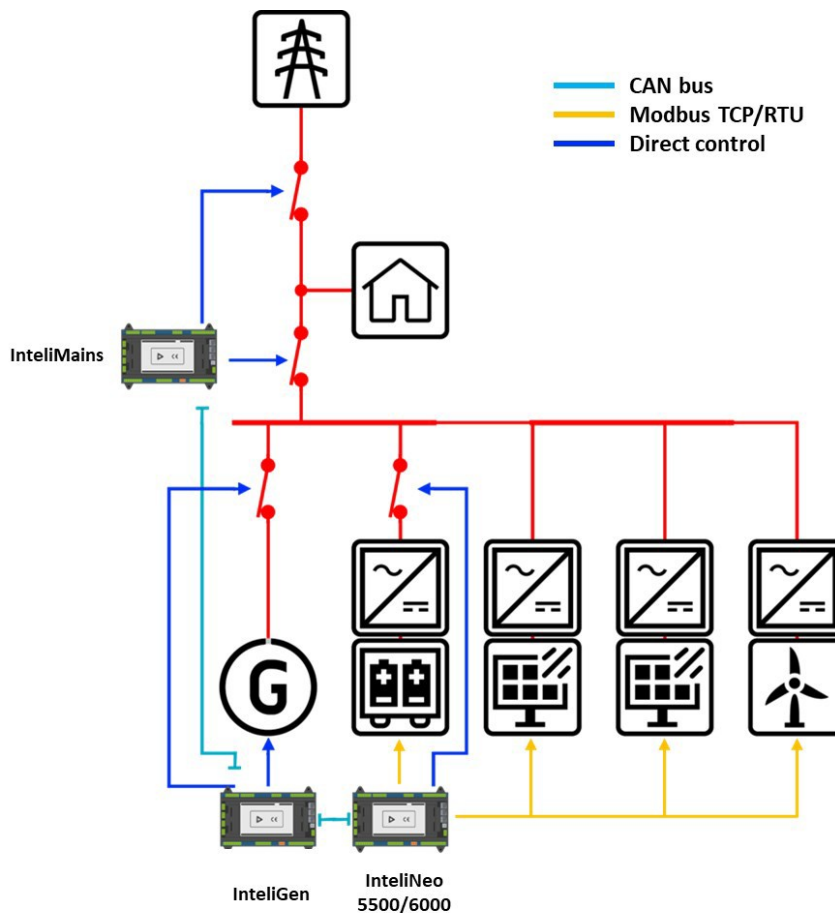 CAN bus
Modbus TCP/RTU
Direct control
InteliMains
G
InteliGen
InteliNeo
5500/6000